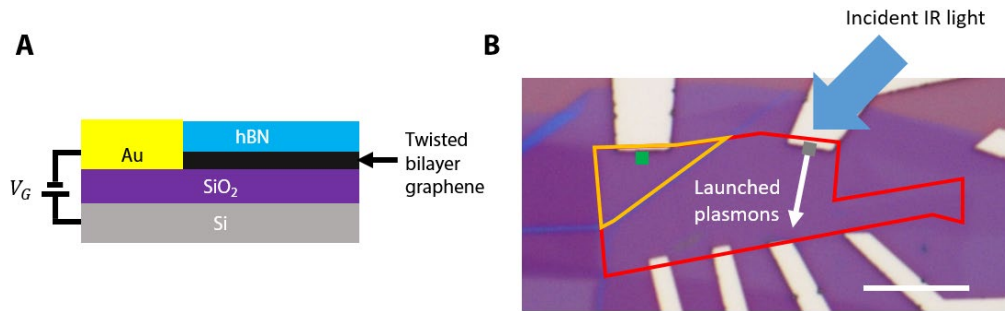 A
hBN
Au
SiO₂
Si
V_G
Twisted
bilayer
graphene
B
Incident IR light
Launched
plasmons